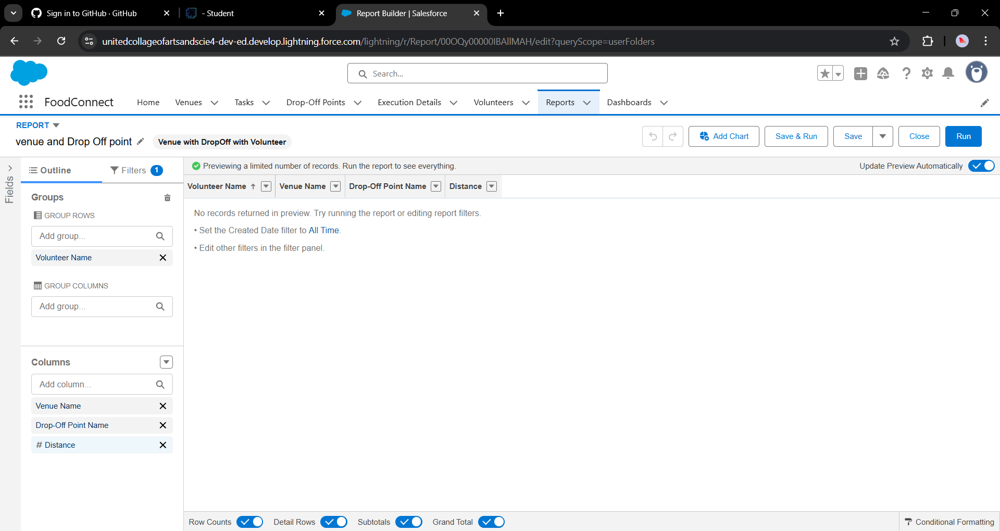 Sign in to GitHub · GitHub
- Student
Report Builder | Salesforce
unitedcollageofartsandscie4-dev-ed.develop.lightning.force.com/lightning/r/Report/00OQy00000IBAllMAH/edit?queryScope=userFolders
Search...
FoodConnect
Home
Venues
Tasks
Drop-Off Points
Execution Details
Volunteers
Reports
Dashboards
REPORT
venue and Drop Off point
Venue with DropOff with Volunteer
Add Chart
Save & Run
Save
Close
Run
Fields
Outline
Filters 1
Previewing a limited number of records. Run the report to see everything.
Update Preview Automatically
Groups
GROUP ROWS
Add group...
Volunteer Name
GROUP COLUMNS
Add group...
Columns
Add column...
Venue Name
Drop-Off Point Name
# Distance
Volunteer Name
Venue Name
Drop-Off Point Name
Distance
No records returned in preview. Try running the report or editing report filters.
• Set the Created Date filter to All Time.
• Edit other filters in the filter panel.
Row Counts
Detail Rows
Subtotals
Grand Total
Conditional Formatting